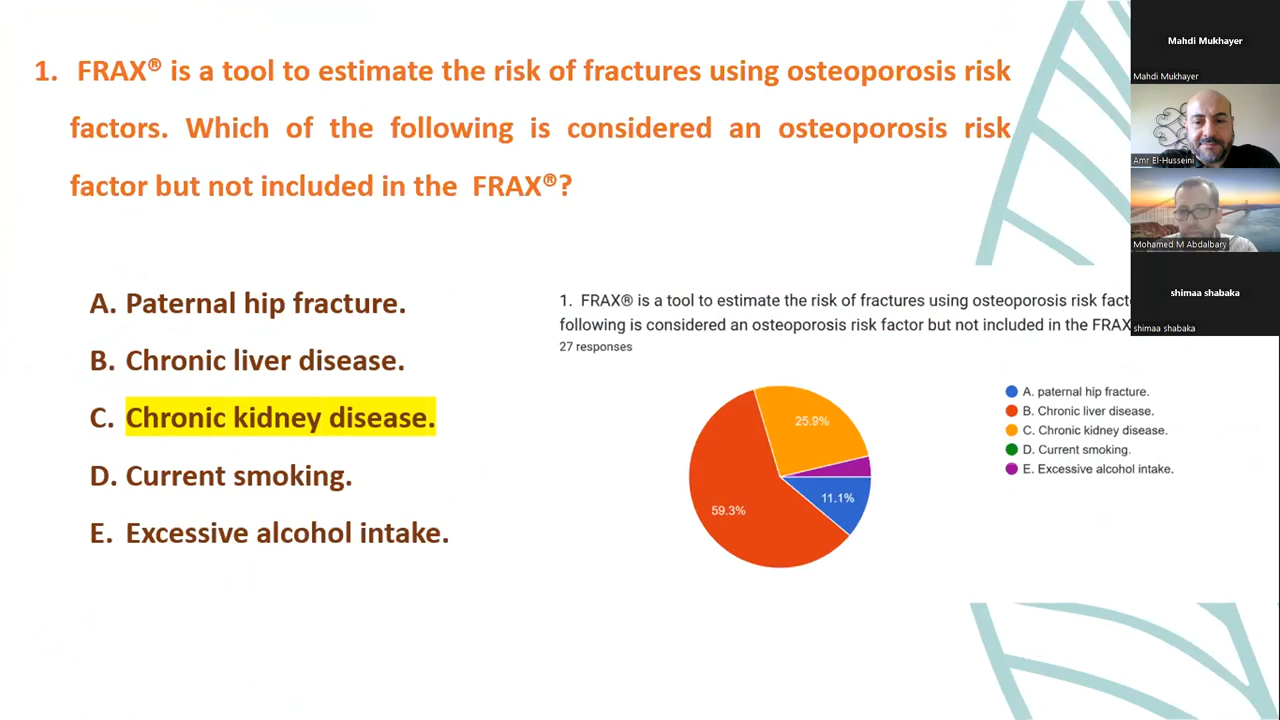 1. FRAX® is a tool to estimate the risk of fractures using osteoporosis risk
factors. Which of the following is considered an osteoporosis risk
factor but not included in the FRAX®?
A. Paternal hip fracture.
B. Chronic liver disease.
C. Chronic kidney disease.
D. Current smoking.
E. Excessive alcohol intake.
1. FRAX® is a tool to estimate the risk of fractures using osteoporosis risk fact
following is considered an osteoporosis risk factor but not included in the FRAX
27 responses
25.9%
11.1%
59.3%
A. paternal hip fracture.
B. Chronic liver disease.
C. Chronic kidney disease.
D. Current smoking.
E. Excessive alcohol intake.
Mahdi Mukhayer
Mahdi Mukhayer
Amr El-Husseini
Mohamed M Abdalbary
shimaa shabaka
shimaa shabaka